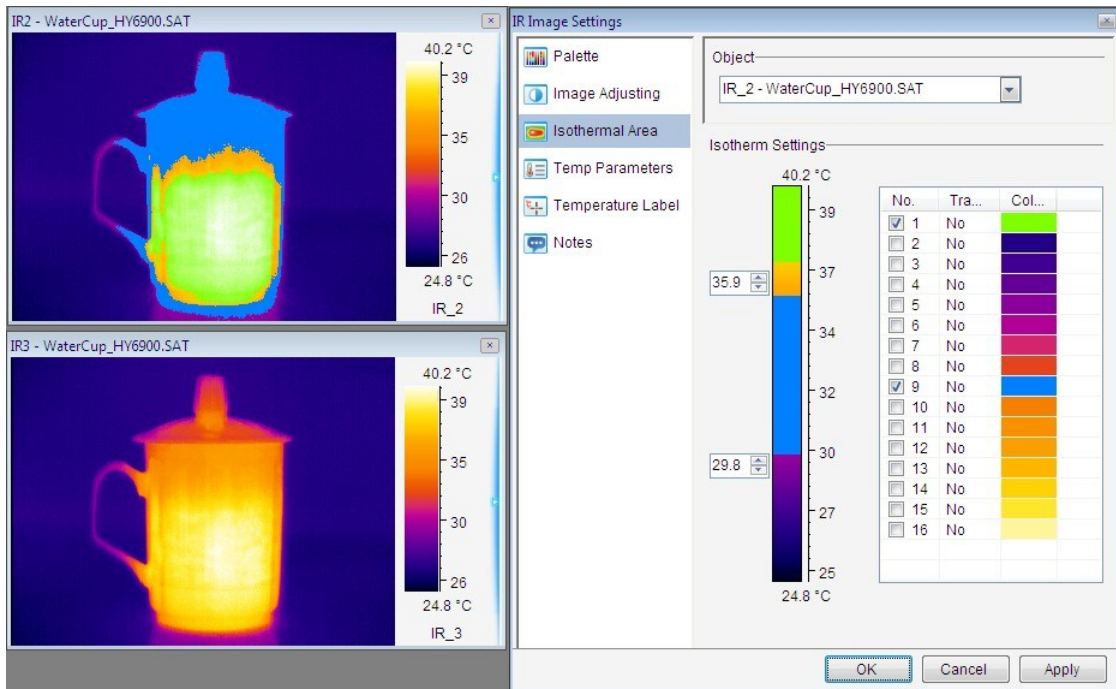 IR2 - WaterCup_HY6900.SAT
40.2 °C
39
35
30
26
24.8 °C
IR_2
IR3 - WaterCup_HY6900.SAT
40.2 °C
39
35
30
26
24.8 °C
IR_3
IR Image Settings
Palette
Image Adjusting
Isothermal Area
Temp Parameters
Temperature Label
Notes
Object
IR_2 - WaterCup_HY6900.SAT
Isotherm Settings
40.2 °C
39
37
35.9
34
32
30
29.8
27
25
24.8 °C
No. Tra... Col...
1 No
2 No
3 No
4 No
5 No
6 No
7 No
8 No
9 No
10 No
11 No
12 No
13 No
14 No
15 No
16 No
OK Cancel Apply